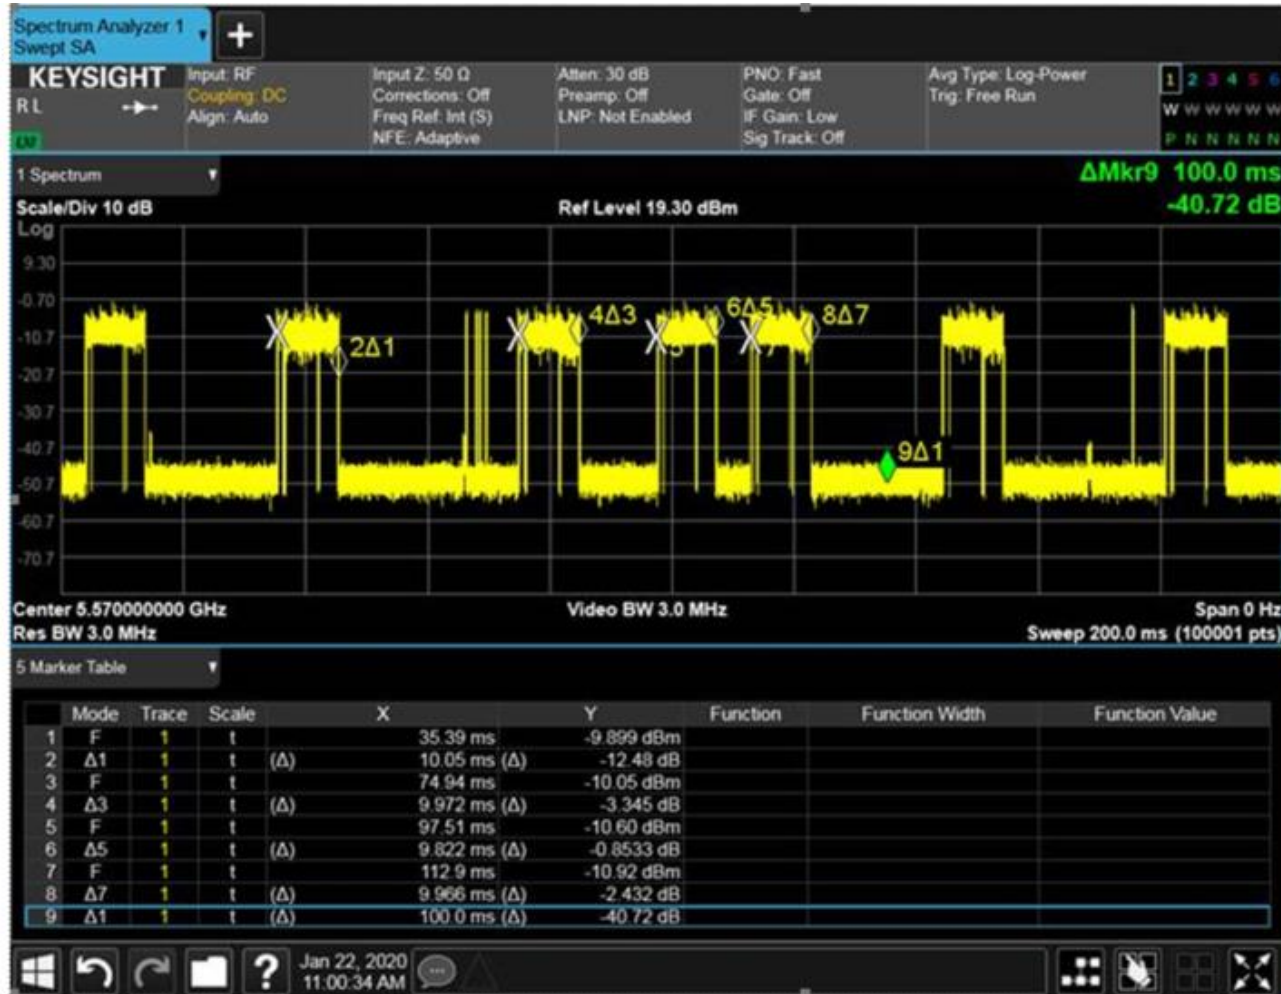 Spectrum Analyzer 1
Swept SA
+
KEYSIGHT
R L
LXI
Input: RF
Coupling: DC
Align: Auto
Input Z: 50 Ω
Corrections: Off
Freq Ref: Int (S)
NFE: Adaptive
Atten: 30 dB
Preamp: Off
LNP: Not Enabled
PNO: Fast
Gate: Off
IF Gain: Low
Sig Track: Off
Avg Type: Log-Power
Trig: Free Run
1 2 3 4 5 6
W W W W W W
P N N N N N
1 Spectrum
ΔMkr9 100.0 ms
-40.72 dB
Scale/Div 10 dB
Ref Level 19.30 dBm
Log
9.30
-0.70
-10.7
-20.7
-30.7
-40.7
-50.7
-60.7
-70.7
2Δ1
4Δ3
6Δ5
8Δ7
9Δ1
Center 5.570000000 GHz
Video BW 3.0 MHz
Span 0 Hz
Res BW 3.0 MHz
Sweep 200.0 ms (100001 pts)
5 Marker Table
Mode Trace Scale X Y Function Function Width Function Value
1 F 1 t 35.39 ms -9.899 dBm
2 Δ1 1 t (Δ) 10.05 ms (Δ) -12.48 dB
3 F 1 t 74.94 ms -10.05 dBm
4 Δ3 1 t (Δ) 9.972 ms (Δ) -3.345 dB
5 F 1 t 97.51 ms -10.60 dBm
6 Δ5 1 t (Δ) 9.822 ms (Δ) -0.8533 dB
7 F 1 t 112.9 ms -10.92 dBm
8 Δ7 1 t (Δ) 9.966 ms (Δ) -2.432 dB
9 Δ1 1 t (Δ) 100.0 ms (Δ) -40.72 dB
?
Jan 22, 2020
11:00:34 AM